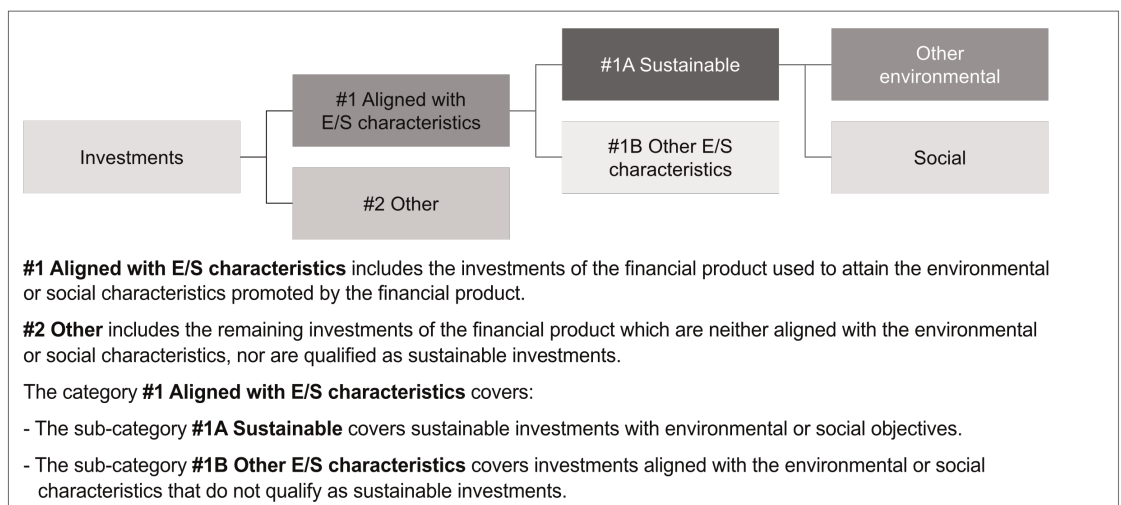 Investments
#1 Aligned with
E/S characteristics
#2 Other
#1A Sustainable
#1B Other E/S
characteristics
Other
environmental
Social
#1 Aligned with E/S characteristics includes the investments of the financial product used to attain the environmental
or social characteristics promoted by the financial product.
#2 Other includes the remaining investments of the financial product which are neither aligned with the environmental
or social characteristics, nor are qualified as sustainable investments.
The category #1 Aligned with E/S characteristics covers:
- The sub-category #1A Sustainable covers sustainable investments with environmental or social objectives.
- The sub-category #1B Other E/S characteristics covers investments aligned with the environmental or social
characteristics that do not qualify as sustainable investments.